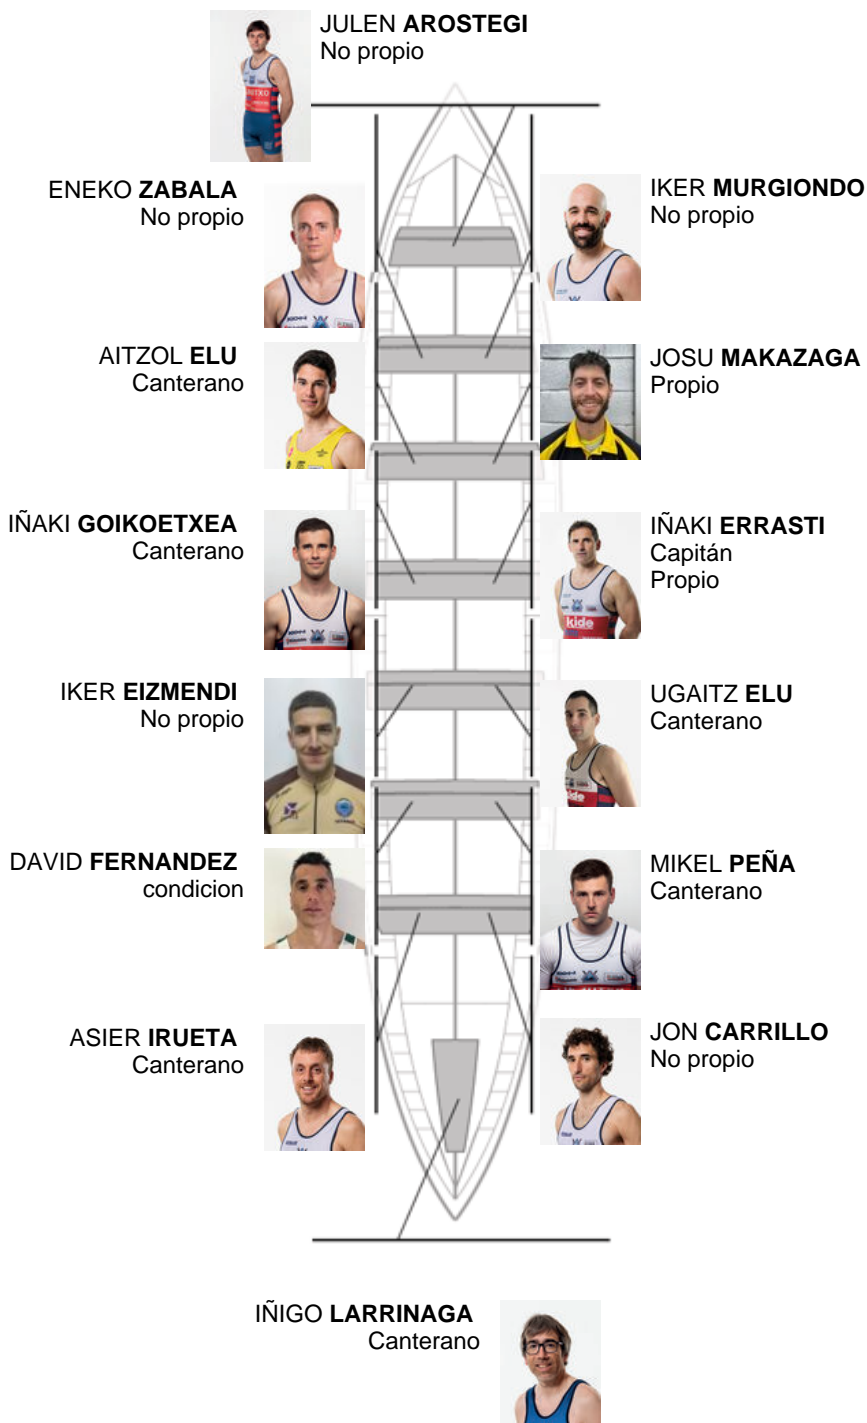 JULEN AROSTEGI
No propio
ENEKO ZABALA
No propio
IKER MURGIONDO
No propio
AITZOL ELU
Canterano
JOSU MAKAZAGA
Propio
IÑAKI GOIKOETXEA
Canterano
IÑAKI ERRASTI
Capitán
Propio
kide
IKER EIZMENDI
No propio
UGAITZ ELU
Canterano
kide
DAVID FERNANDEZ
condicion
MIKEL PEÑA
Canterano
ASIER IRUETA
Canterano
JON CARRILLO
No propio
IÑIGO LARRINAGA
Canterano